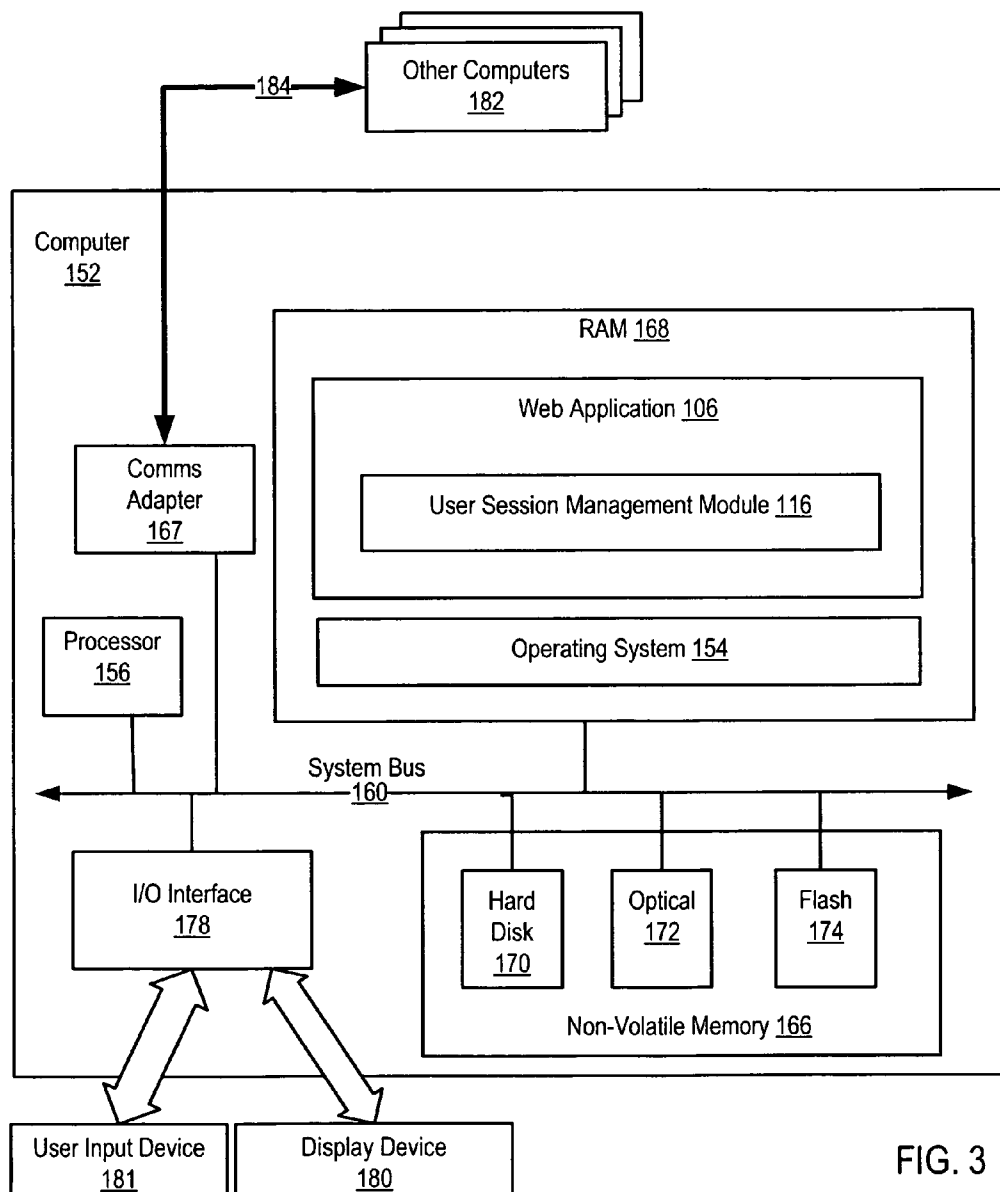 Other Computers
182
184
Computer
152
RAM 168
Web Application 106
User Session Management Module 116
Comms
Adapter
167
Processor
156
Operating System 154
System Bus
160
I/O Interface
178
Hard
Disk
170
Optical
172
Flash
174
Non-Volatile Memory 166
User Input Device
181
Display Device
180
FIG. 3